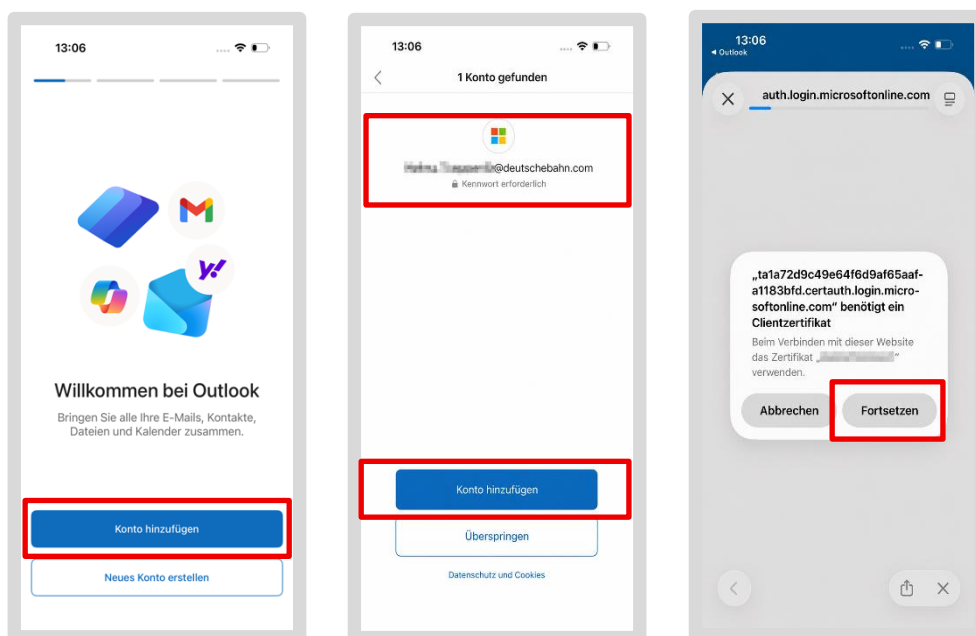 13:06
Willkommen bei Outlook
Bringen Sie alle Ihre E-Mails, Kontakte,
Dateien und Kalender zusammen.
Konto hinzufügen
Neues Konto erstellen
13:06
1 Konto gefunden
@deutschebahn.com
Kennwort erforderlich
Konto hinzufügen
Überspringen
Datenschutz und Cookies
13:06
Outlook
auth.login.microsoftonline.com
„ta1a72d9c49e64f6d9af65aaf-
a1183bfd.certauth.login.micro-
softonline.com“ benötigt ein
Clientzertifikat
Beim Verbinden mit dieser Website
das Zertifikat „ “
verwenden.
Abbrechen
Fortsetzen